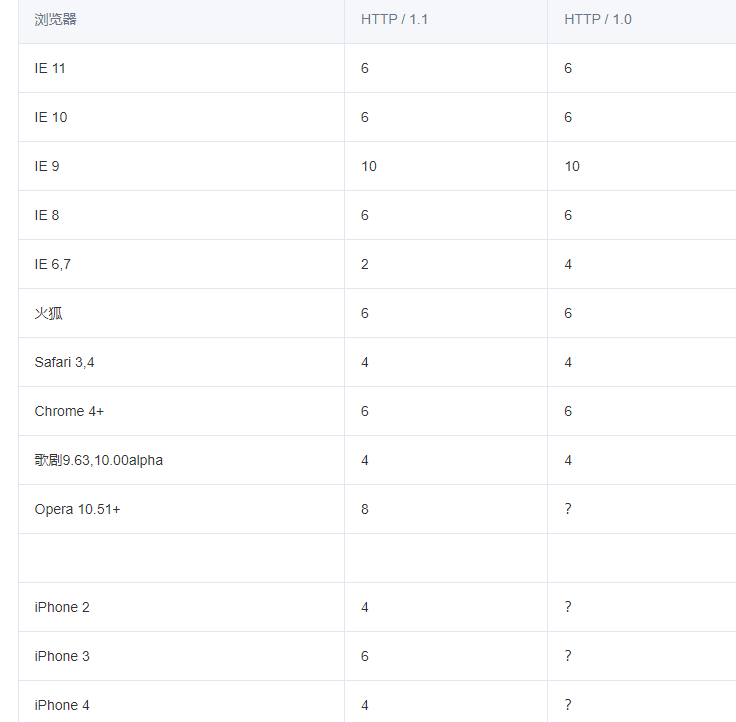 浏览器 HTTP / 1.1 HTTP / 1.0
IE 11 6 6
IE 10 6 6
IE 9 10 10
IE 8 6 6
IE 6,7 2 4
火狐 6 6
Safari 3,4 4 4
Chrome 4+ 6 6
歌剧9.63,10.00alpha 4 4
Opera 10.51+ 8 ?
iPhone 2 4 ?
iPhone 3 6 ?
iPhone 4 4 ?